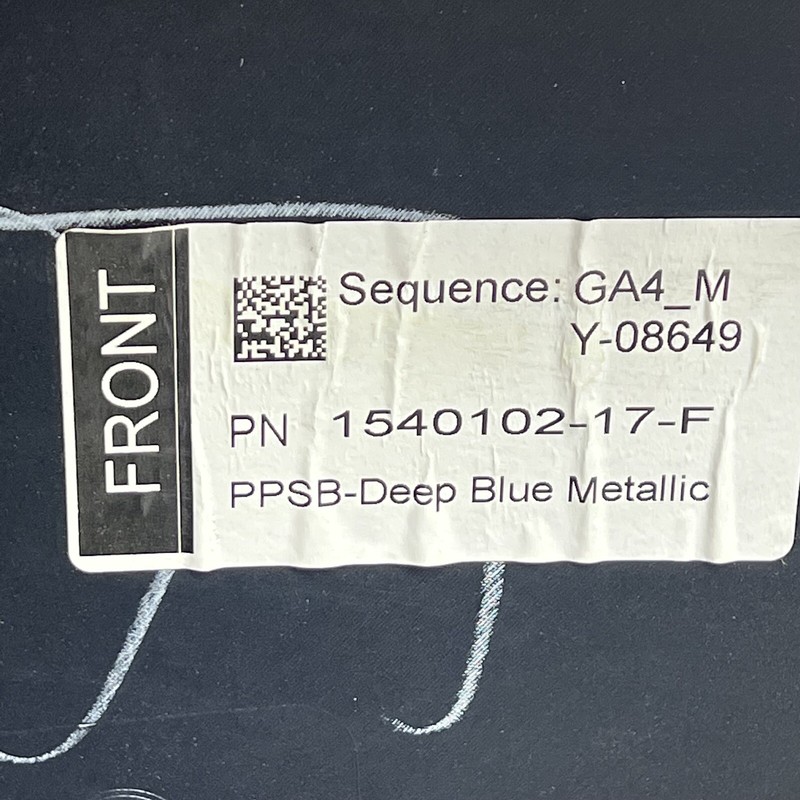 FRONT
Sequence: GA4_M
Y-08649
PN 1540102-17-F
PPSB-Deep Blue Metallic